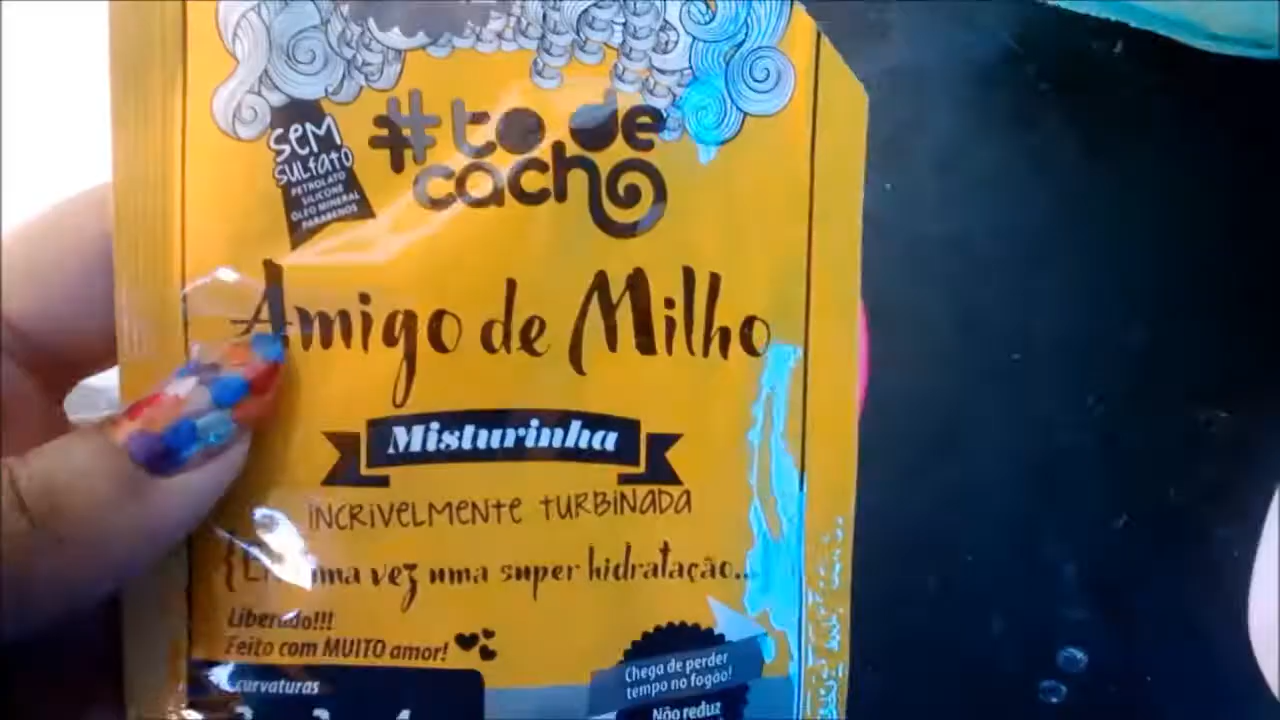 #to de
cacho
sem
sulfato
PETROLATO
SILICONE
ÓLEO MINERAL
PARABENOS
Amigo de Milho
Misturinha
INCRIVELMENTE TURBINADA
uma vez uma super hidratação...
Liberado!!!
Feito com MUITO amor!
curvaturas
Chega de perder
tempo no fogão!
Não reduz